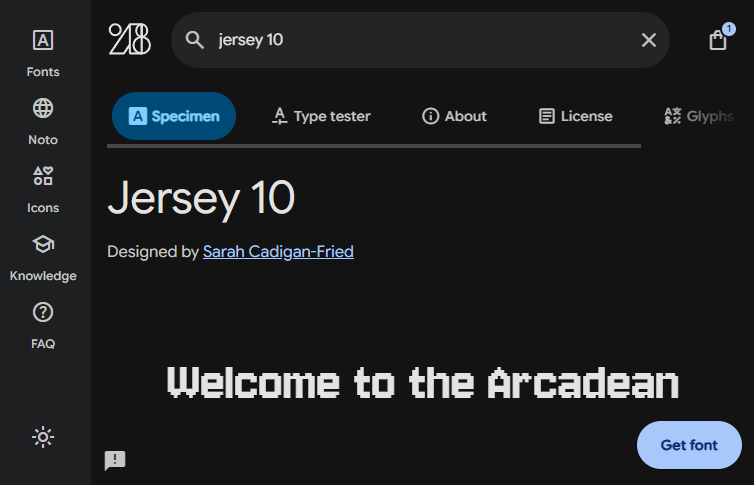 A
Fonts
Noto
Icons
Knowledge
?
FAQ
jersey 10
1
A Specimen
Type tester
About
License
Glyphs
Jersey 10
Designed by Sarah Cadigan-Fried
Welcome to the Arcadean
Get font